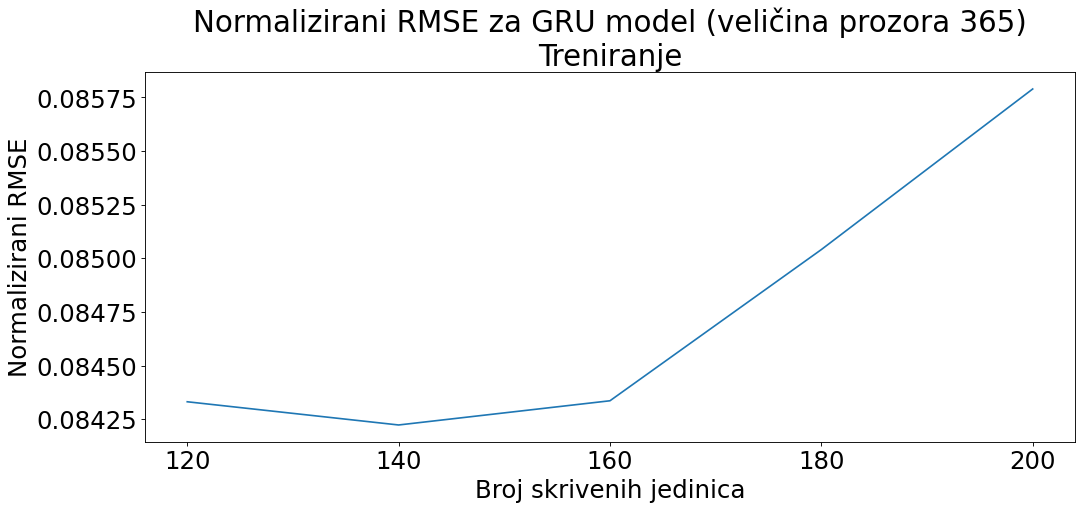 Normalizirani RMSE za GRU model (veličina prozora 365)
Treniranje
0.08575
0.08550
0.08525
0.08500
0.08475
0.08450
0.08425
Normalizirani RMSE
120 140 160 180 200
Broj skrivenih jedinica